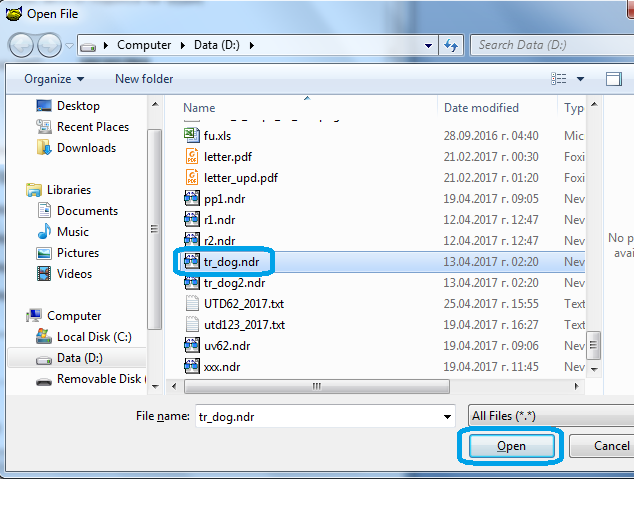 Open File
Computer ▸ Data (D:) ▸
Search Data (D:)
Organize
New folder
Desktop
Recent Places
Downloads
Libraries
Documents
Music
Pictures
Videos
Computer
Local Disk (C:)
Data (D:)
Removable Disk
Name Date modified Typ
fu.xls 28.09.2016 г. 04:40 Mic
letter.pdf 21.02.2017 г. 00:30 Foxi
letter_upd.pdf 21.02.2017 г. 01:20 Foxi
pp1.ndr 19.04.2017 г. 09:05 Nev
r1.ndr 12.04.2017 г. 12:47 Nev
r2.ndr 12.04.2017 г. 12:47 Nev
tr_dog.ndr 13.04.2017 г. 02:20 Nev
tr_dog2.ndr 13.04.2017 г. 02:20 Nev
UTD62_2017.txt 25.04.2017 г. 15:55 Text
utd123_2017.txt 19.04.2017 г. 16:27 Text
uv62.ndr 19.04.2017 г. 09:06 Nev
xxx.ndr 19.04.2017 г. 11:45 Nev
No p
avai
File name: tr_dog.ndr
All Files (*.*)
Open
Cancel